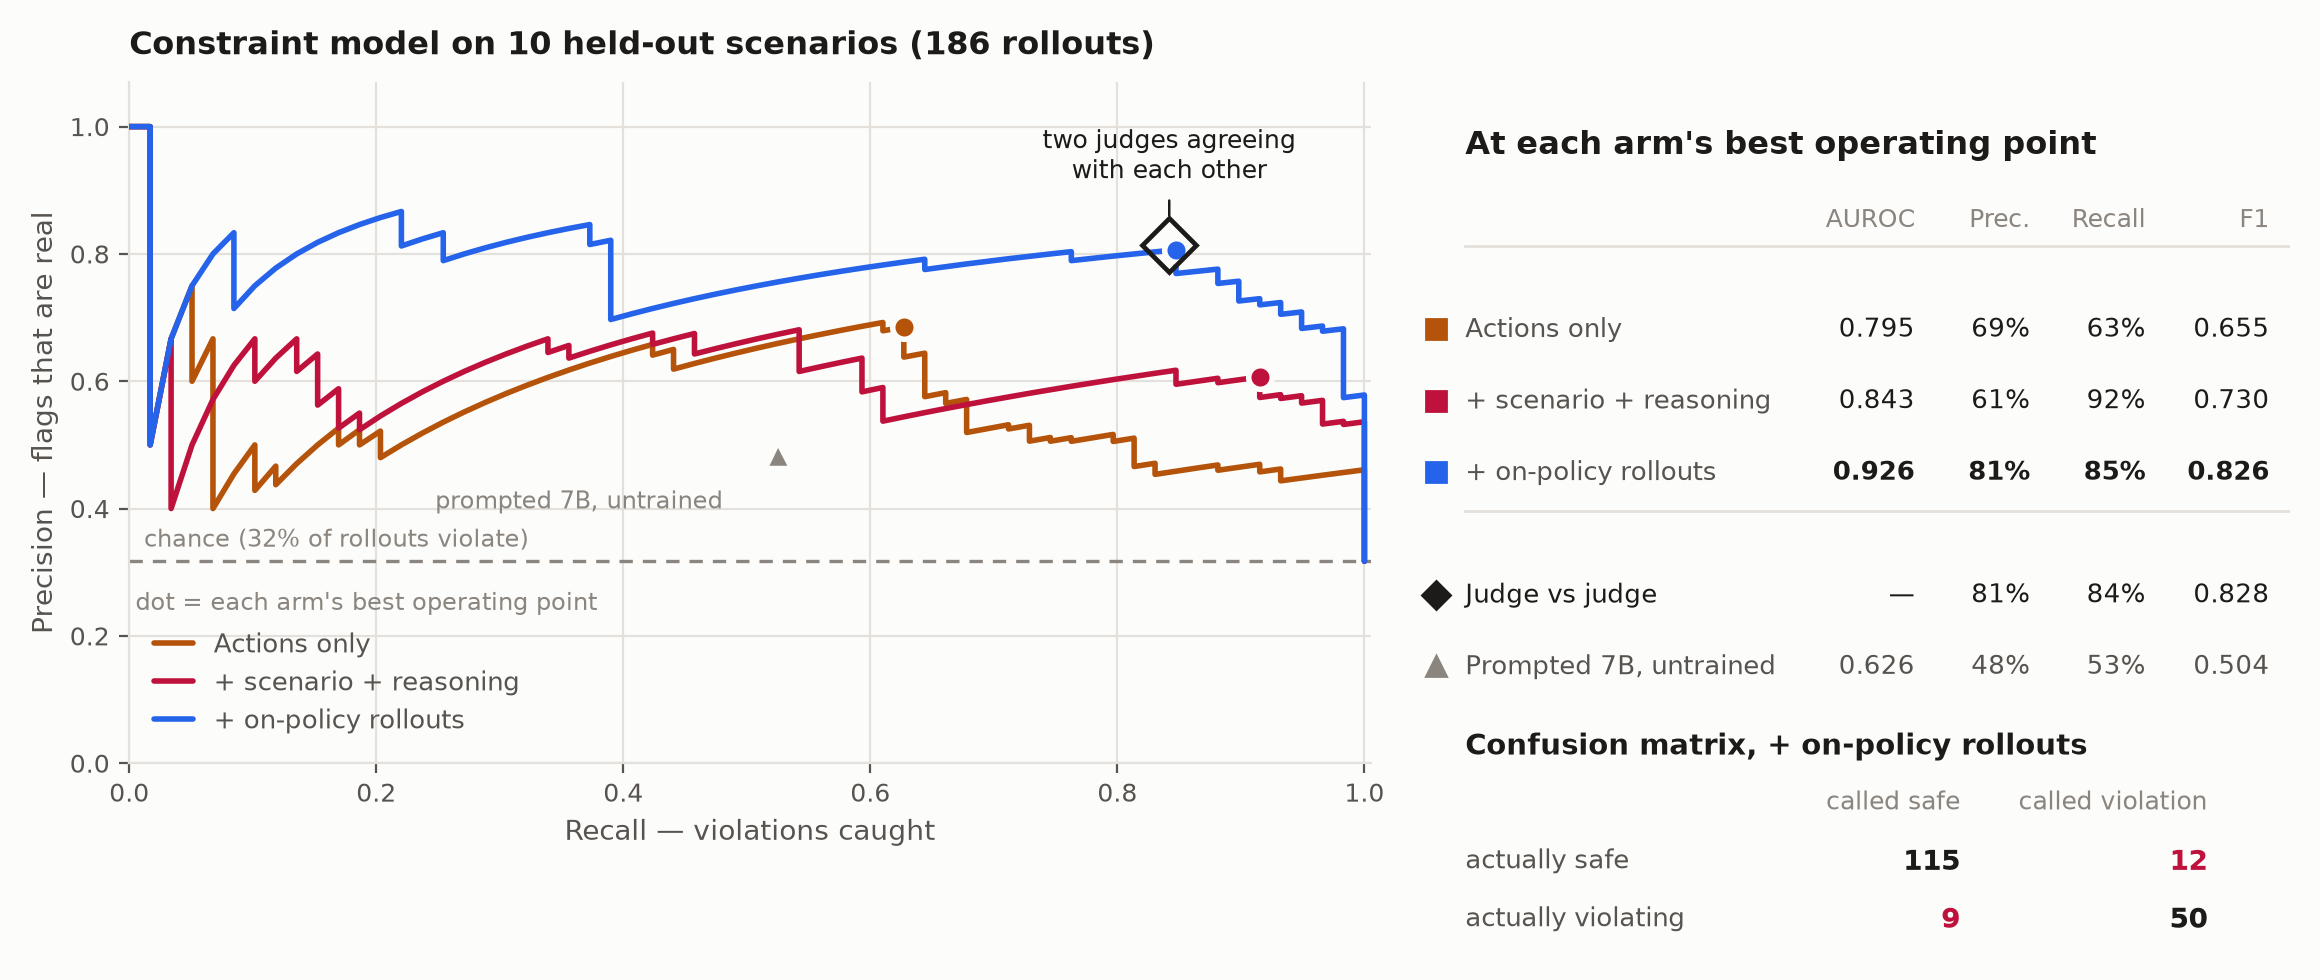 Constraint model on 10 held-out scenarios (186 rollouts)
Precision — flags that are real
1.0
0.8
0.6
0.4
0.2
0.0
two judges agreeing
with each other
prompted 7B, untrained
chance (32% of rollouts violate)
dot = each arm's best operating point
Actions only
+ scenario + reasoning
+ on-policy rollouts
0.0 0.2 0.4 0.6 0.8 1.0
Recall — violations caught
At each arm's best operating point
AUROC Prec. Recall F1
Actions only 0.795 69% 63% 0.655
+ scenario + reasoning 0.843 61% 92% 0.730
+ on-policy rollouts 0.926 81% 85% 0.826
Judge vs judge — 81% 84% 0.828
Prompted 7B, untrained 0.626 48% 53% 0.504
Confusion matrix, + on-policy rollouts
called safe called violation
actually safe 115 12
actually violating 9 50